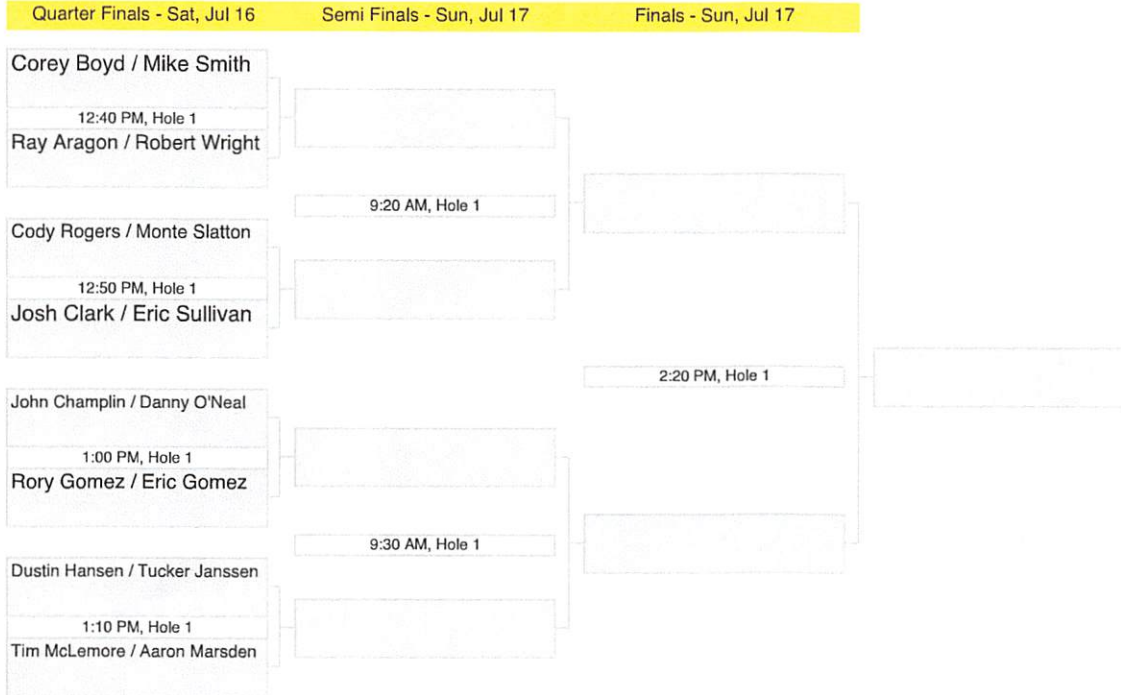 Quarter Finals - Sat, Jul 16
Semi Finals - Sun, Jul 17
Finals - Sun, Jul 17
Corey Boyd / Mike Smith
12:40 PM, Hole 1
Ray Aragon / Robert Wright
9:20 AM, Hole 1
Cody Rogers / Monte Slatton
12:50 PM, Hole 1
Josh Clark / Eric Sullivan
2:20 PM, Hole 1
John Champlin / Danny O'Neal
1:00 PM, Hole 1
Rory Gomez / Eric Gomez
9:30 AM, Hole 1
Dustin Hansen / Tucker Janssen
1:10 PM, Hole 1
Tim McLemore / Aaron Marsden